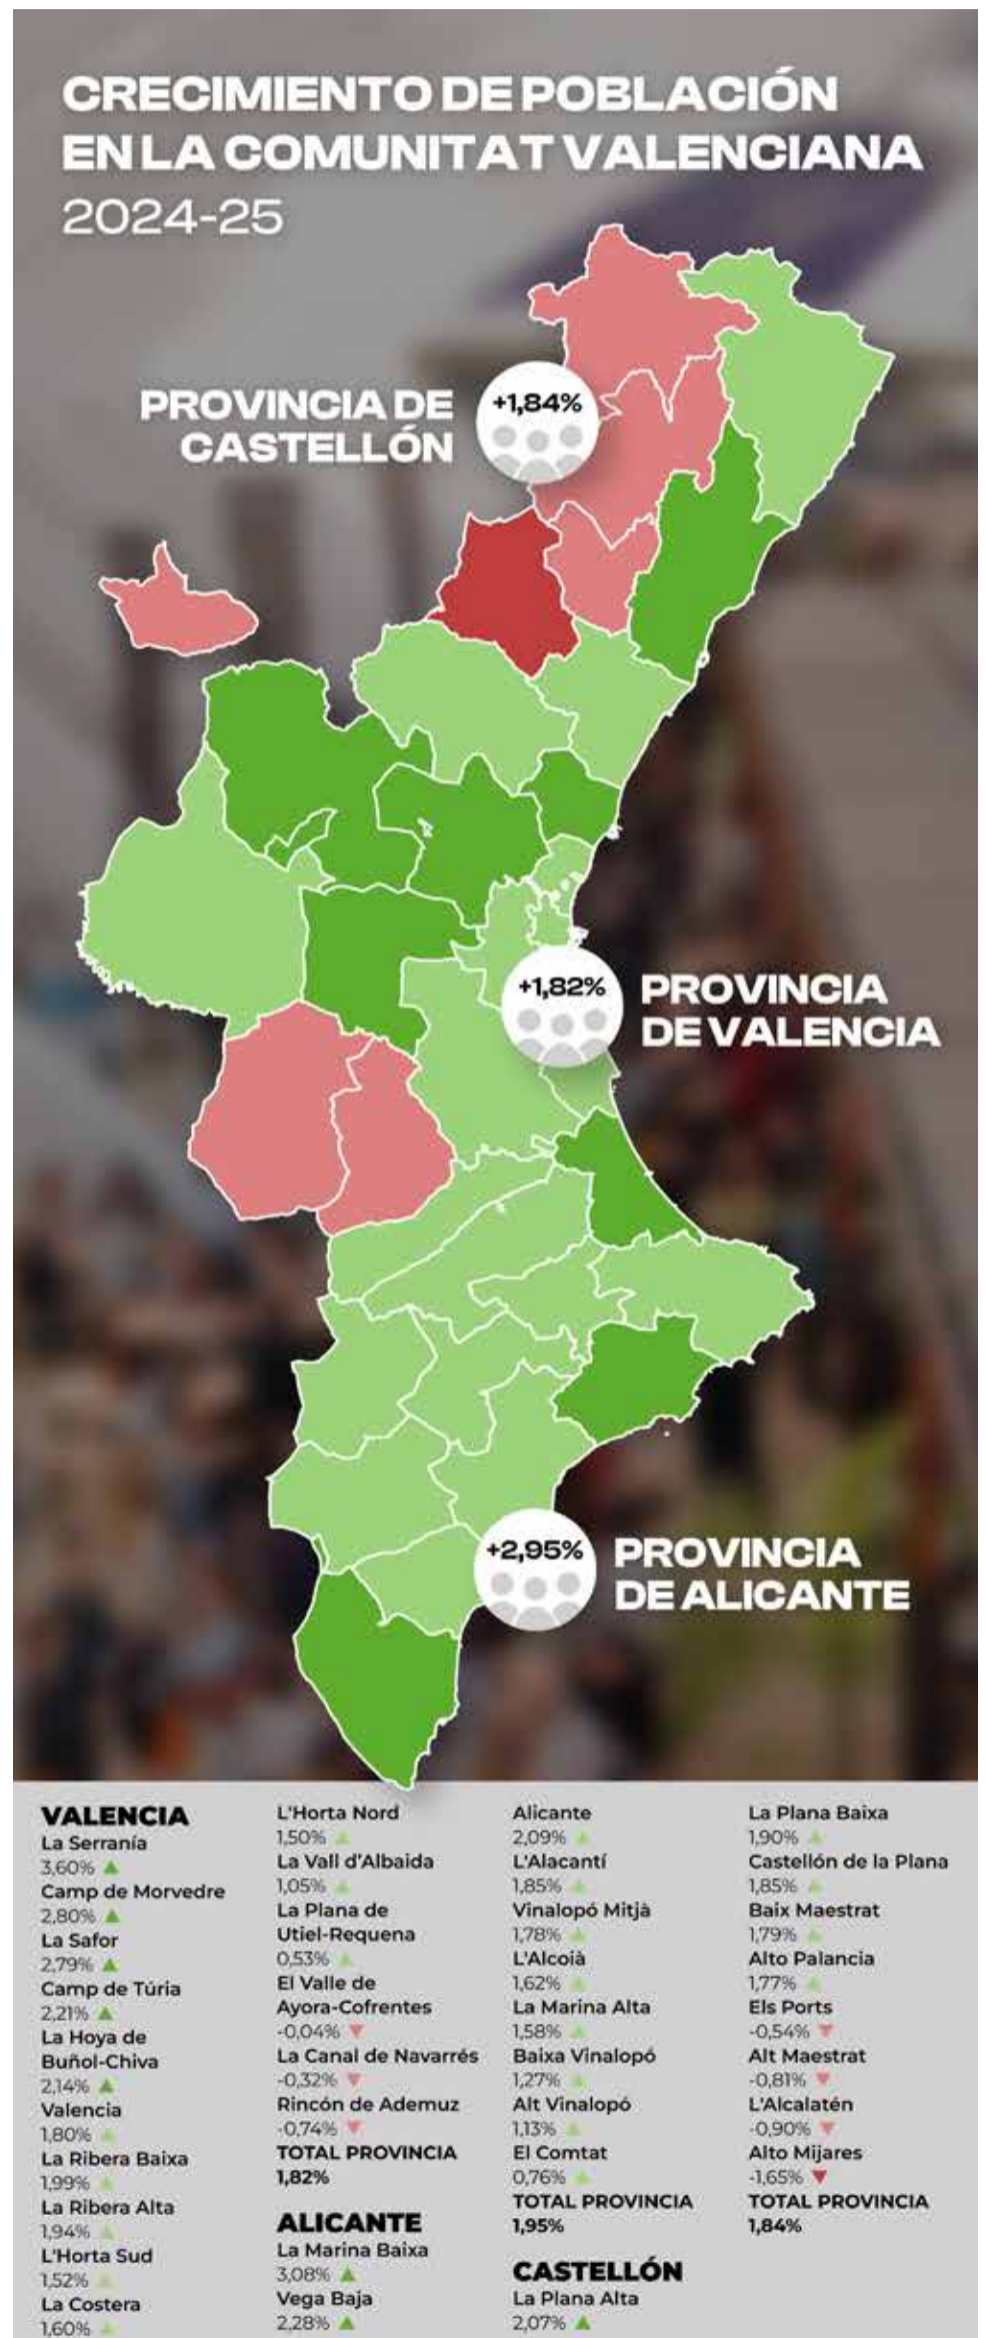 CRECIMIENTO DE POBLACIÓN
EN LA COMUNITAT VALENCIANA
2024-25
PROVINCIA DE
CASTELLÓN
+1,84%
+1,82%
PROVINCIA
DE VALENCIA
+2,95%
PROVINCIA
DE ALICANTE
VALENCIA
La Serranía
3,60%
Camp de Morvedre
2,80%
La Safor
2,79%
Camp de Túria
2,21%
La Hoya de
Buñol-Chiva
2,14%
Valencia
1,80%
La Ribera Baixa
1,99%
La Ribera Alta
1,94%
L'Horta Sud
1,52%
La Costera
1,60%
L'Horta Nord
1,50%
La Vall d'Albaida
1,05%
La Plana de
Utiel-Requena
0,53%
El Valle de
Ayora-Cofrentes
-0,04%
La Canal de Navarrés
-0,32%
Rincón de Ademuz
-0,74%
TOTAL PROVINCIA
1,82%
ALICANTE
La Marina Baixa
3,08%
Vega Baja
2,28%
Alicante
2,09%
L'Alacantí
1,85%
Vinalopó Mitjà
1,78%
L'Alcoià
1,62%
La Marina Alta
1,58%
Baixa Vinalopó
1,27%
Alt Vinalopó
1,13%
El Comtat
0,76%
TOTAL PROVINCIA
1,95%
CASTELLÓN
La Plana Alta
2,07%
La Plana Baixa
1,90%
Castellón de la Plana
1,85%
Baix Maestrat
1,79%
Alto Palancia
1,77%
Els Ports
-0,54%
Alt Maestrat
-0,81%
L'Alcalatén
-0,90%
Alto Mijares
-1,65%
TOTAL PROVINCIA
1,84%